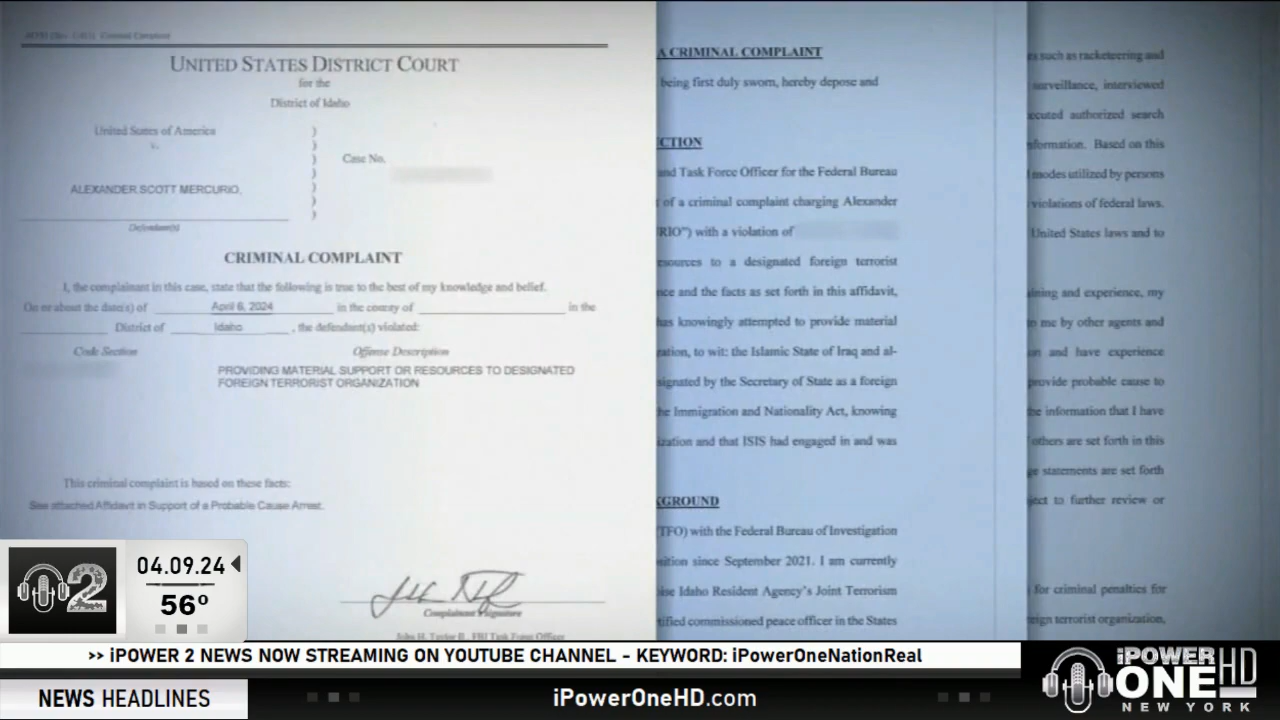 UNITED STATES DISTRICT COURT
for the
District of Idaho
United States of America
v.
ALEXANDER SCOTT MERCURIO,
Defendant(s)
)
)
)
)
)
)
)
Case No.
CRIMINAL COMPLAINT
I, the complainant in this case, state that the following is true to the best of my knowledge and belief.
On or about the date(s) of April 6, 2024 in the county of in the
District of Idaho , the defendant(s) violated:
Code Section Offense Description
PROVIDING MATERIAL SUPPORT OR RESOURCES TO DESIGNATED
FOREIGN TERRORIST ORGANIZATION
This criminal complaint is based on these facts:
See attached Affidavit in Support of a Probable Cause Arrest.
Complainant's signature
A CRIMINAL COMPLAINT
being first duly sworn, hereby depose and
CTION
and Task Force Officer for the Federal Bureau
of a criminal complaint charging Alexander
RIO") with a violation of
esources to a designated foreign terrorist
nce and the facts as set forth in this affidavit,
has knowingly attempted to provide material
ration, to wit: the Islamic State of Iraq and al-
signated by the Secretary of State as a foreign
he Immigration and Nationality Act, knowing
ization and that ISIS had engaged in and was
KGROUND
TFO) with the Federal Bureau of Investigation
sition since September 2021. I am currently
oise Idaho Resident Agency's Joint Terrorism
tified commissioned peace officer in the States
es such as racketeering and
surveillance, interviewed
ecuted authorized search
nformation. Based on this
modes utilized by persons
violations of federal laws.
United States laws and to
ining and experience, my
to me by other agents and
on and have experience
provide probable cause to
the information that I have
others are set forth in this
ge statements are set forth
ject to further review or
for criminal penalties for
eign terrorist organization,
2
04.09.24
56°
>> iPOWER 2 NEWS NOW STREAMING ON YOUTUBE CHANNEL - KEYWORD: iPowerOneNationReal
NEWS HEADLINES
iPowerOneHD.com
iPOWER
ONE HD
NEW YORK